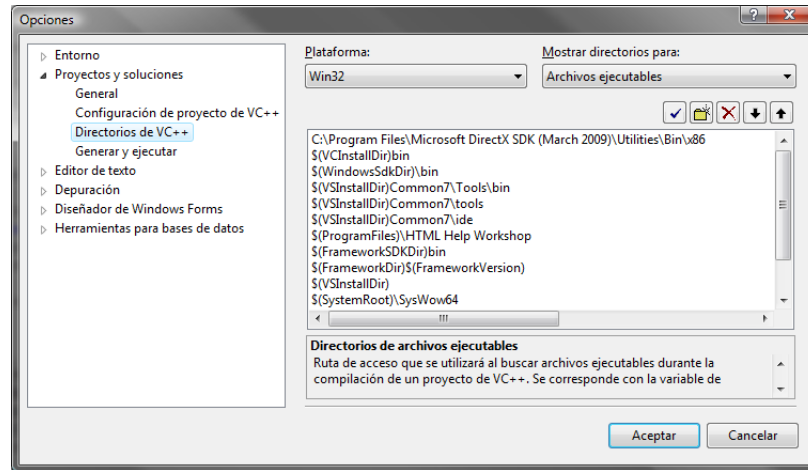 Opciones
Entorno
Proyectos y soluciones
General
Configuración de proyecto de VC++
Directorios de VC++
Generar y ejecutar
Editor de texto
Depuración
Diseñador de Windows Forms
Herramientas para bases de datos
Plataforma:
Win32
Mostrar directorios para:
Archivos ejecutables
C:\Program Files\Microsoft DirectX SDK (March 2009)\Utilities\Bin\x86
$(VCInstallDir)bin
$(WindowsSdkDir)\bin
$(VSInstallDir)Common7\Tools\bin
$(VSInstallDir)Common7\tools
$(VSInstallDir)Common7\ide
$(ProgramFiles)\HTML Help Workshop
$(FrameworkSDKDir)bin
$(FrameworkDir)$(FrameworkVersion)
$(VSInstallDir)
$(SystemRoot)\SysWow64
Directorios de archivos ejecutables
Ruta de acceso que se utilizará al buscar archivos ejecutables durante la
compilación de un proyecto de VC++. Se corresponde con la variable de
Aceptar
Cancelar